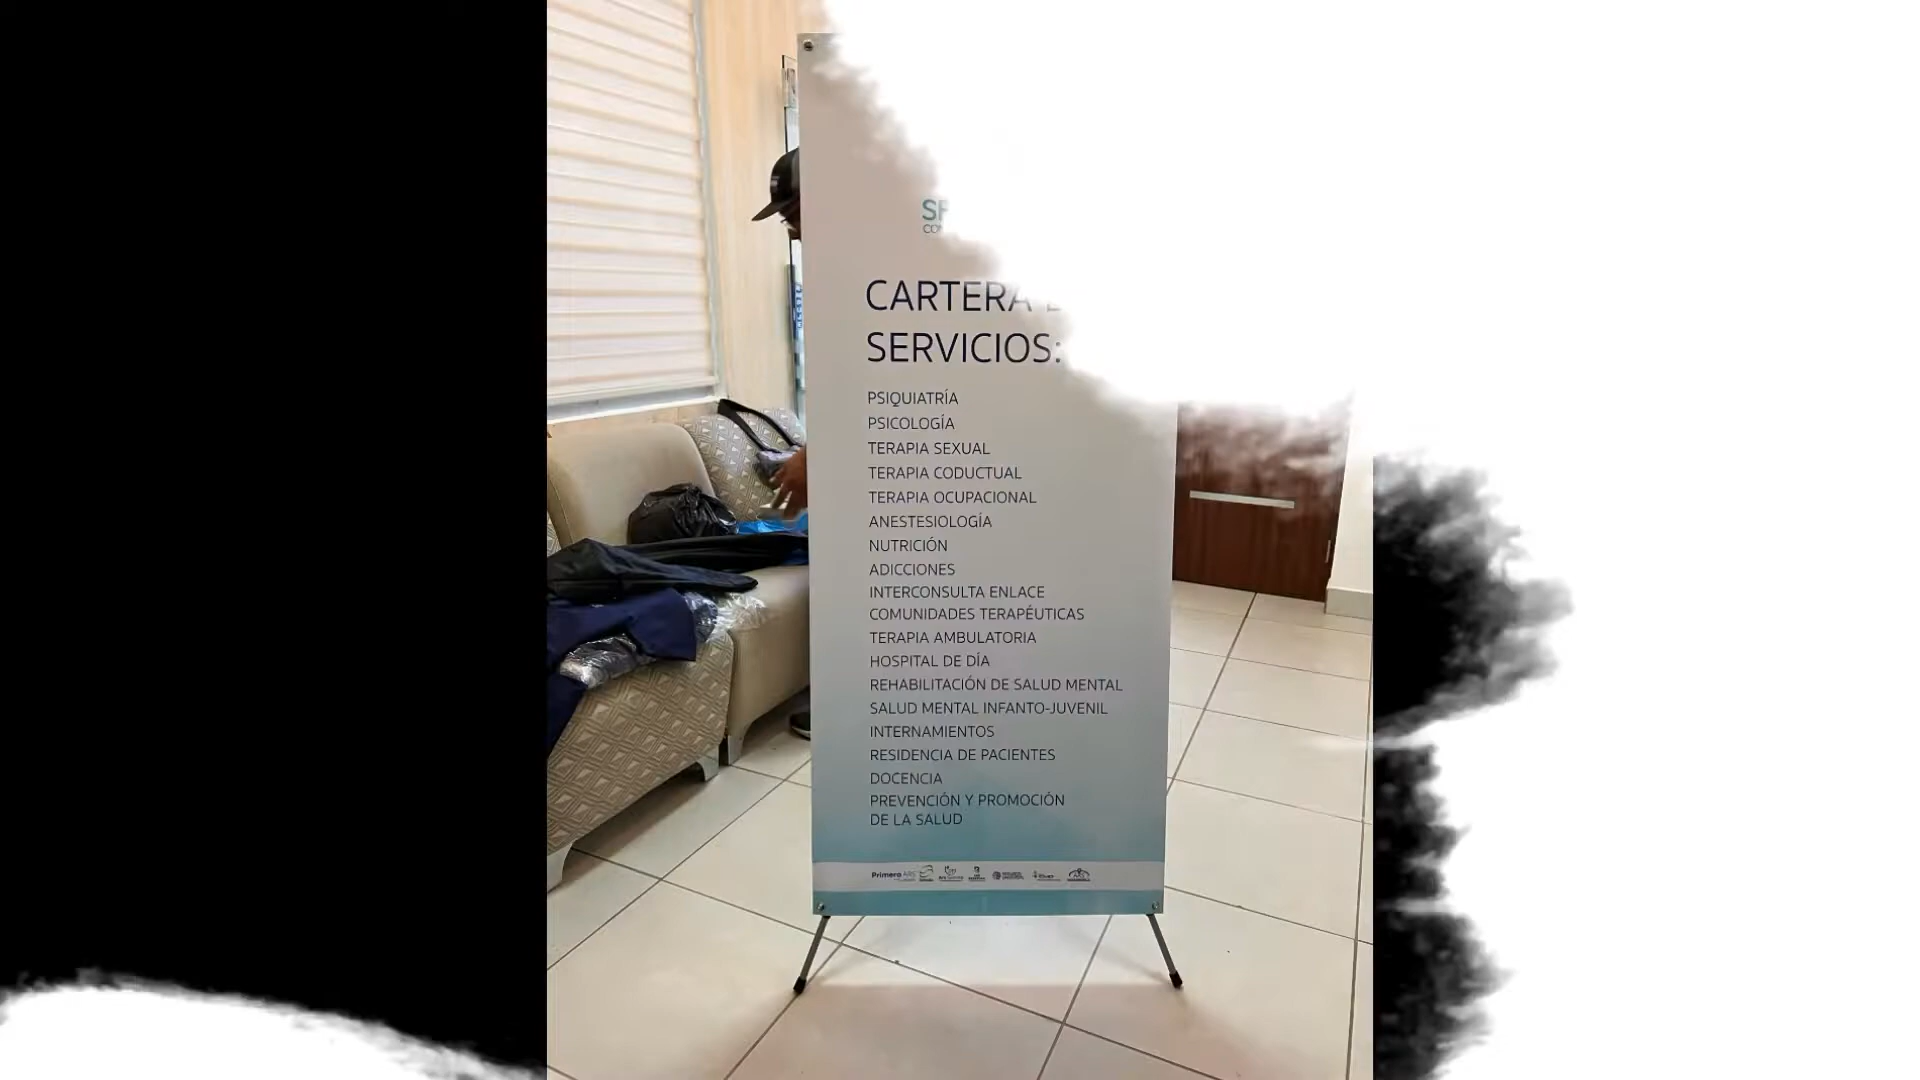 CARTERA
SERVICIOS:
PSIQUIATRÍA
PSICOLOGÍA
TERAPIA SEXUAL
TERAPIA CODUCTUAL
TERAPIA OCUPACIONAL
ANESTESIOLOGÍA
NUTRICIÓN
ADICCIONES
INTERCONSULTA ENLACE
COMUNIDADES TERAPÉUTICAS
TERAPIA AMBULATORIA
HOSPITAL DE DÍA
REHABILITACIÓN DE SALUD MENTAL
SALUD MENTAL INFANTO-JUVENIL
INTERNAMIENTOS
RESIDENCIA DE PACIENTES
DOCENCIA
PREVENCIÓN Y PROMOCIÓN
DE LA SALUD
Primera ARS